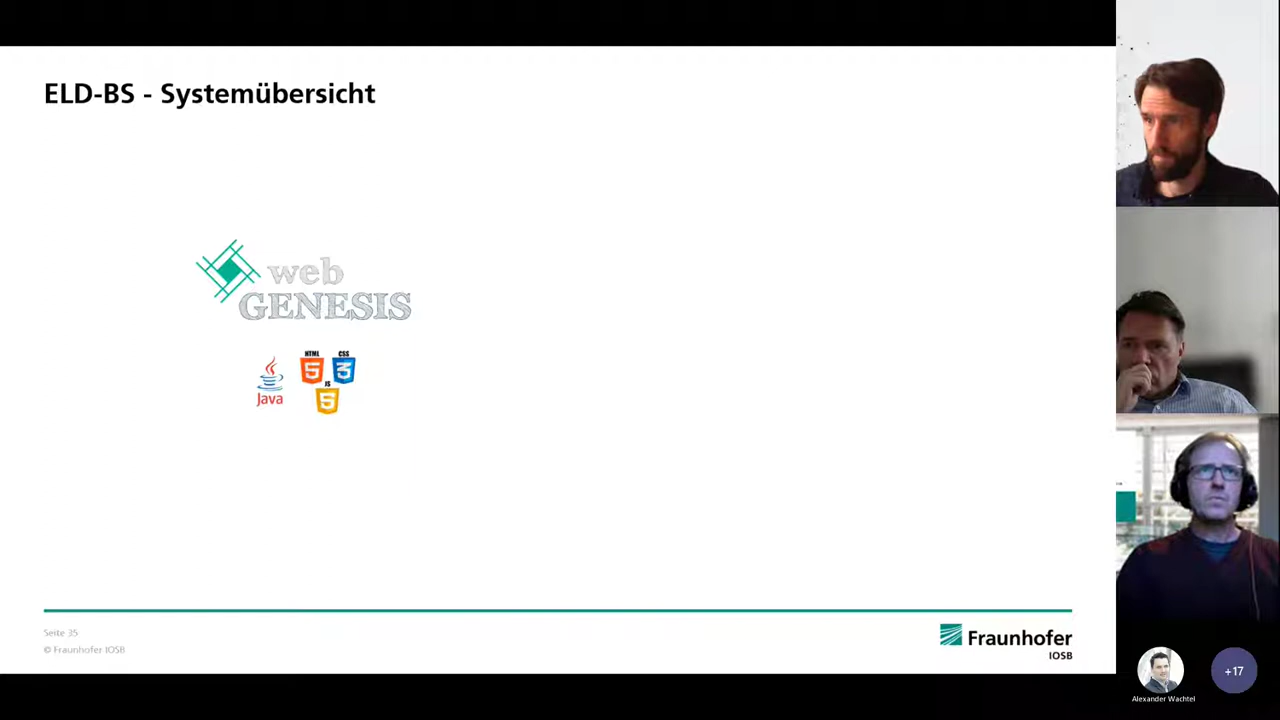 ELD-BS - Systemübersicht
web
GENESIS
HTML
CSS
5
3
JS
5
Java
Seite 35
© Fraunhofer IOSB
Fraunhofer
IOSB
Alexander Wachtel
+17